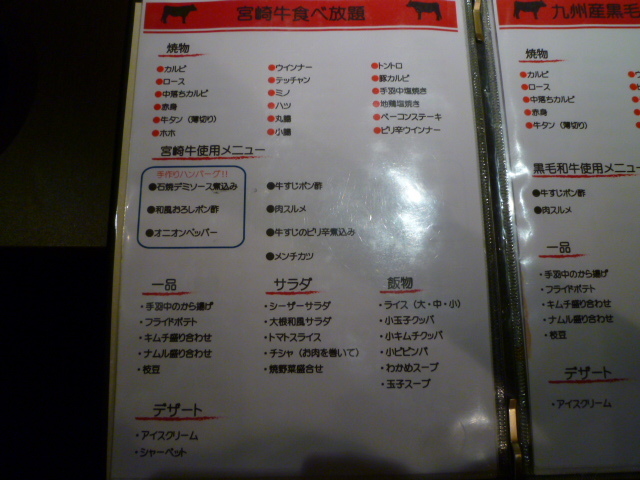 宮崎牛食べ放題
焼物
●カルビ
●ロース
●中落ちカルビ
●赤身
●牛タン (薄切り)
●ホホ
●ウインナー
●テッチャン
●ミノ
●ハツ
●丸腸
●小腸
●トントロ
●豚カルビ
●手羽中塩焼き
●地鶏塩焼き
●ベーコンステーキ
●ピリ辛ウインナー
宮崎牛使用メニュー
手作りハンバーグ!!
●石焼デミソース煮込み
●和風おろしポン酢
●オニオンペッパー
●牛すじポン酢
●肉スルメ
●牛すじのピリ辛煮込み
●メンチカツ
一品
・手羽中のから揚げ
・フライドポテト
・キムチ盛り合わせ
・ナムル盛り合わせ
・枝豆
サラダ
・シーザーサラダ
・大根和風サラダ
・トマトスライス
・チシャ (お肉を巻いて)
・焼野菜盛合せ
飯物
・ライス (大・中・小)
・小玉子クッパ
・小キムチクッパ
・小ビビンバ
・わかめスープ
・玉子スープ
デザート
・アイスクリーム
・シャーベット
九州産黒毛
焼物
●カルビ
●ロース
●中落ちカルビ
●赤身
●牛タン (薄切り)
黒毛和牛使用メニュー
●牛すじポン酢
●肉スルメ
一品
・手羽中のから揚げ
・フライドポテト
・キムチ盛り合わせ
・ナムル盛り合わせ
・枝豆
デザート
・アイスクリーム